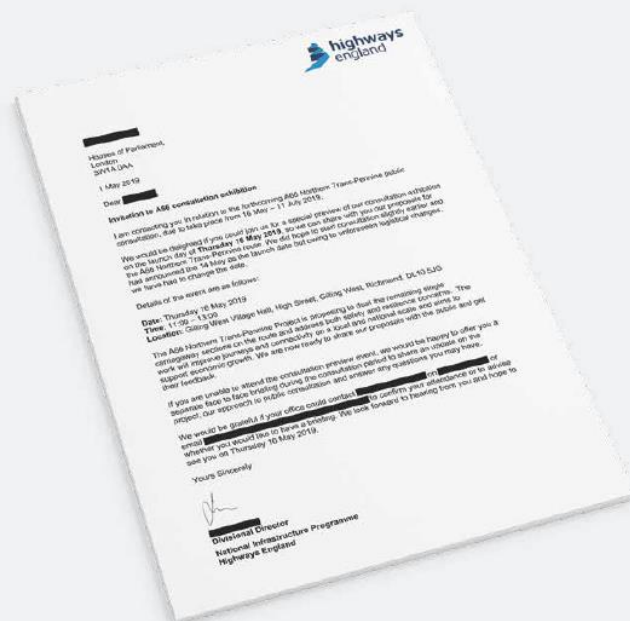 highways
england
Houses of Parliament,
London
SW1A 0AA
1 May 2019
Dear
Invitation to A66 consultation exhibition
I am contacting you in relation to the forthcoming A66 Northern Trans-Pennine public
consultation, due to take place from 16 May – 11 July 2019.
We would be delighted if you could join us for a special preview of our consultation exhibition
on the launch day of Thursday 16 May 2019, so we can share with you our proposals for
the A66 Northern Trans-Pennine route. We did hope to start consultation slightly earlier and
has announced the 14 May as the launch date but owing to unforeseen logistical changes,
we have had to change the date.
Details of the event are as follows:
Date: Thursday 16 May 2019
Time: 11:00 – 13:00
Location: Gilling West Village Hall, High Street, Gilling West, Richmond, DL10 5JG
The A66 Northern Trans-Pennine Project is proposing to dual the remaining single
carriageway sections on the route and address both safety and resilience concerns. The
work will improve journeys and connectivity on a local and national scale and aims to
support economic growth. We are now ready to share our proposals with the public and get
their feedback.
If you are unable to attend the consultation preview event, we would be happy to offer you a
separate face to face briefing during the consultation period to share an update on the
project, our approach to public consultation and answer any questions you may have.
We would be grateful if your office could contact on or
email to confirm your attendance or to advise
whether you would like to have a briefing. We look forward to hearing from you and hope to
see you on Thursday 16 May 2019.
Yours Sincerely
Divisional Director
National Infrastructure Programme
Highways England